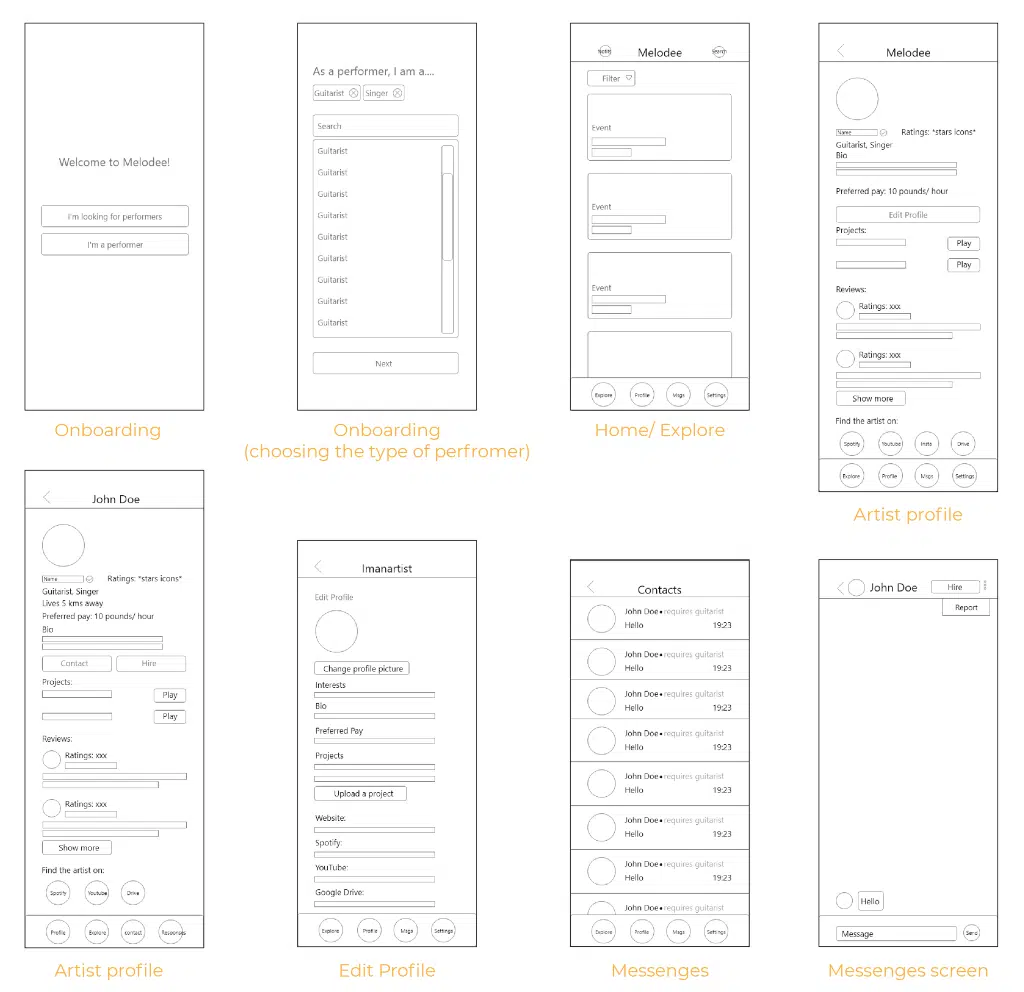 Welcome to Melodee!
I'm looking for performers
I'm a performer
Onboarding
As a performer, I am a....
Guitarist Singer
Search
Guitarist
Guitarist
Guitarist
Guitarist
Guitarist
Guitarist
Guitarist
Guitarist
Guitarist
Next
Onboarding
(choosing the type of perfromer)
Notifs Melodee Search
Filter
Event
Event
Event
Explore Profile Msgs Settings
Home/ Explore
Melodee
Name Ratings: *stars icons*
Guitarist, Singer
Bio
Preferred pay: 10 pounds/ hour
Edit Profile
Projects:
Play
Play
Reviews:
Ratings: xxx
Ratings: xxx
Show more
Find the artist on:
Spotify Youtube Insta Drive
Explore Profile Msgs Settings
Artist profile
John Doe
Name Ratings: *stars icons*
Guitarist, Singer
Lives 5 kms away
Preferred pay: 10 pounds/ hour
Bio
Contact Hire
Projects:
Play
Play
Reviews:
Ratings: xxx
Ratings: xxx
Show more
Find the artist on:
Spotify Youtube Drive
Profile Explore contact Responses
Artist profile
Imanartist
Edit Profile
Change profile picture
Interests
Bio
Preferred Pay
Projects
Upload a project
Website:
Spotify:
YouTube:
Google Drive:
Explore Profile Msgs Settings
Edit Profile
Contacts
John Doe•requires guitarist
Hello 19:23
John Doe•requires guitarist
Hello 19:23
John Doe•requires guitarist
Hello 19:23
John Doe•requires guitarist
Hello 19:23
John Doe•requires guitarist
Hello 19:23
John Doe•requires guitarist
Hello 19:23
John Doe•requires guitarist
Hello 19:23
John Doe•requires guitarist
Explore Profile Msgs Settings
Messenges
John Doe Hire
Report
Hello
Message Send
Messenges screen